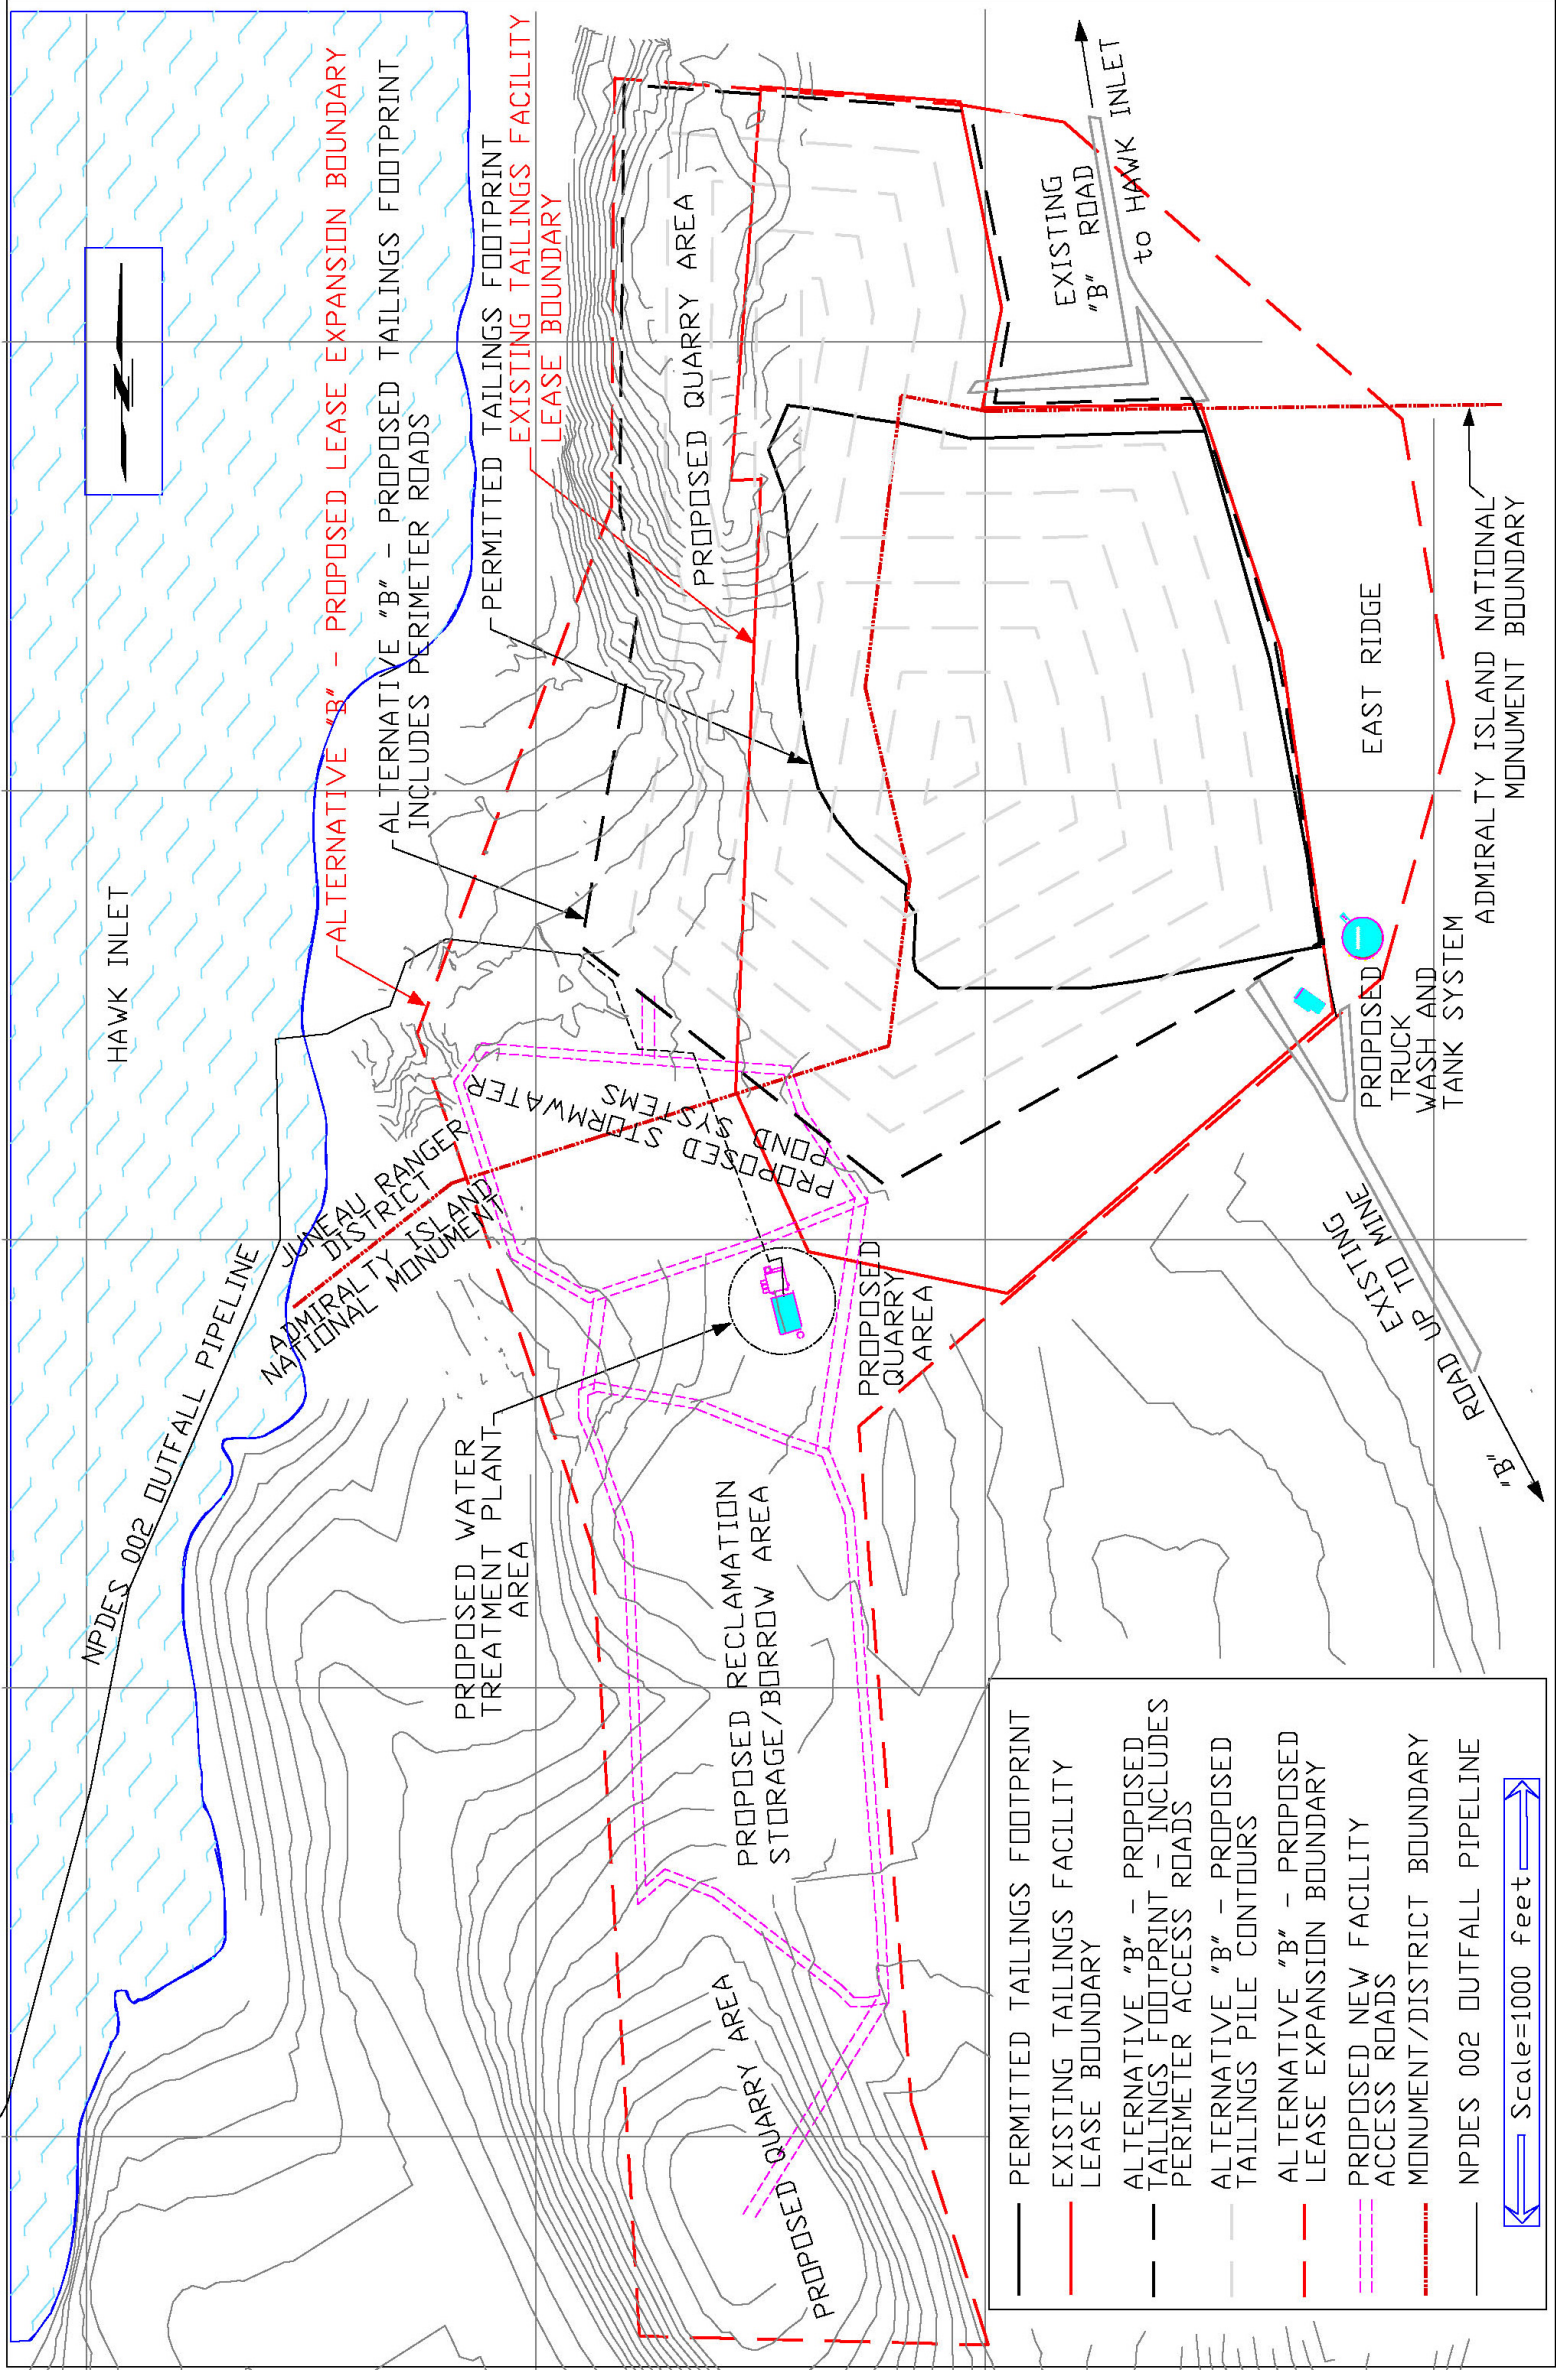 HAWK INLET
N
ALTERNATIVE "B" - PROPOSED LEASE EXPANSION BOUNDARY
ALTERNATIVE "B" - PROPOSED TAILINGS FOOTPRINT
INCLUDES PERIMETER ROADS
PERMITTED TAILINGS FOOTPRINT
EXISTING TAILINGS FACILITY
LEASE BOUNDARY
NPDES 002 OUTFALL PIPELINE
JUNEAU RANGER
DISTRICT
ADMIRALTY ISLAND
NATIONAL MONUMENT
PROPOSED STORMWATER
POND SYSTEMS
PROPOSED QUARRY AREA
EXISTING
"B" ROAD
to HAWK INLET
EAST RIDGE
ADMIRALTY ISLAND NATIONAL
MONUMENT BOUNDARY
PROPOSED
TRUCK
WASH AND
TANK SYSTEM
EXISTING
"B" ROAD UP TO MINE
PROPOSED
QUARRY
AREA
PROPOSED WATER
TREATMENT PLANT
AREA
PROPOSED RECLAMATION
STORAGE/BORROW AREA
PROPOSED QUARRY AREA
PERMITTED TAILINGS FOOTPRINT
EXISTING TAILINGS FACILITY
LEASE BOUNDARY
ALTERNATIVE "B" - PROPOSED
TAILINGS FOOTPRINT - INCLUDES
PERIMETER ACCESS ROADS
ALTERNATIVE "B" - PROPOSED
TAILINGS PILE CONTOURS
ALTERNATIVE "B" - PROPOSED
LEASE EXPANSION BOUNDARY
PROPOSED NEW FACILITY
ACCESS ROADS
MONUMENT/DISTRICT BOUNDARY
NPDES 002 OUTFALL PIPELINE
Scale=1000 feet